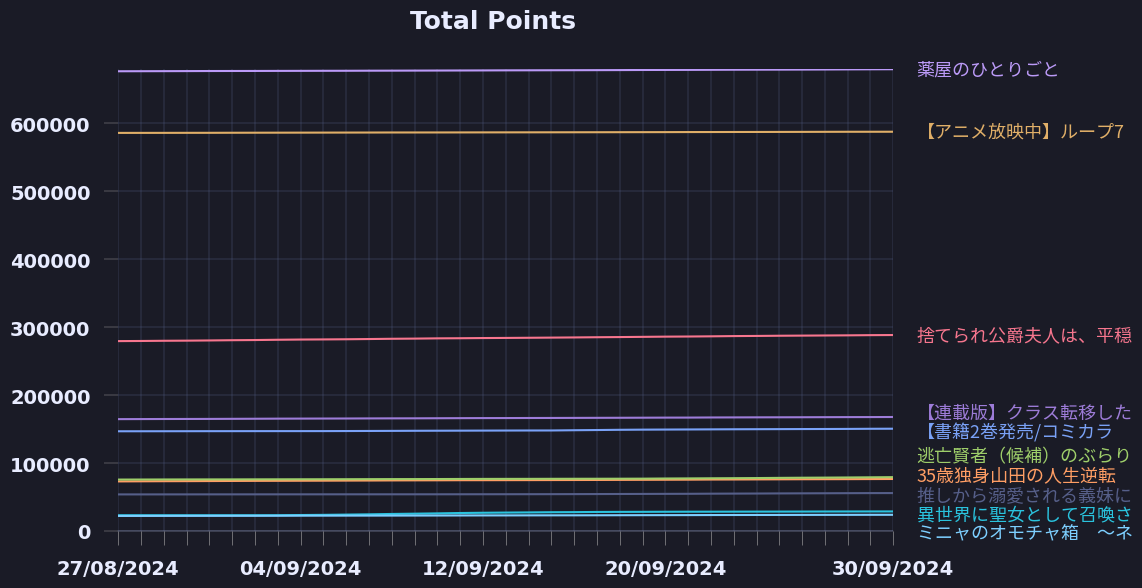 Total Points
薬屋のひとりごと
600000
【アニメ放映中】ループ7
500000
400000
300000
捨てられ公爵夫人は、平穏
200000
【連載版】クラス転移した
【書籍2巻発売/コミカラ
逃亡賢者（候補）のぶらり
100000
35歳独身山田の人生逆転
推しから溺愛される義妹に
異世界に聖女として召喚さ
0
ミニャのオモチャ箱　～ネ
27/08/2024
04/09/2024
12/09/2024
20/09/2024
30/09/2024